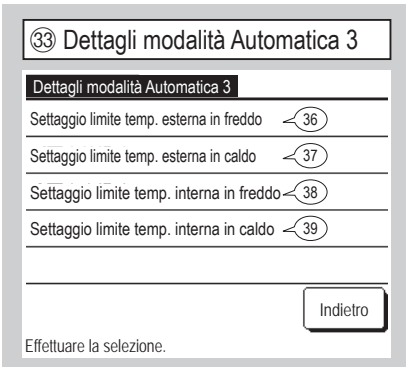 ㉝ Dettagli modalità Automatica 3
Dettagli modalità Automatica 3
Settaggio limite temp. esterna in freddo 36
Settaggio limite temp. esterna in caldo 37
Settaggio limite temp. interna in freddo 38
Settaggio limite temp. interna in caldo 39
Indietro
Effettuare la selezione.